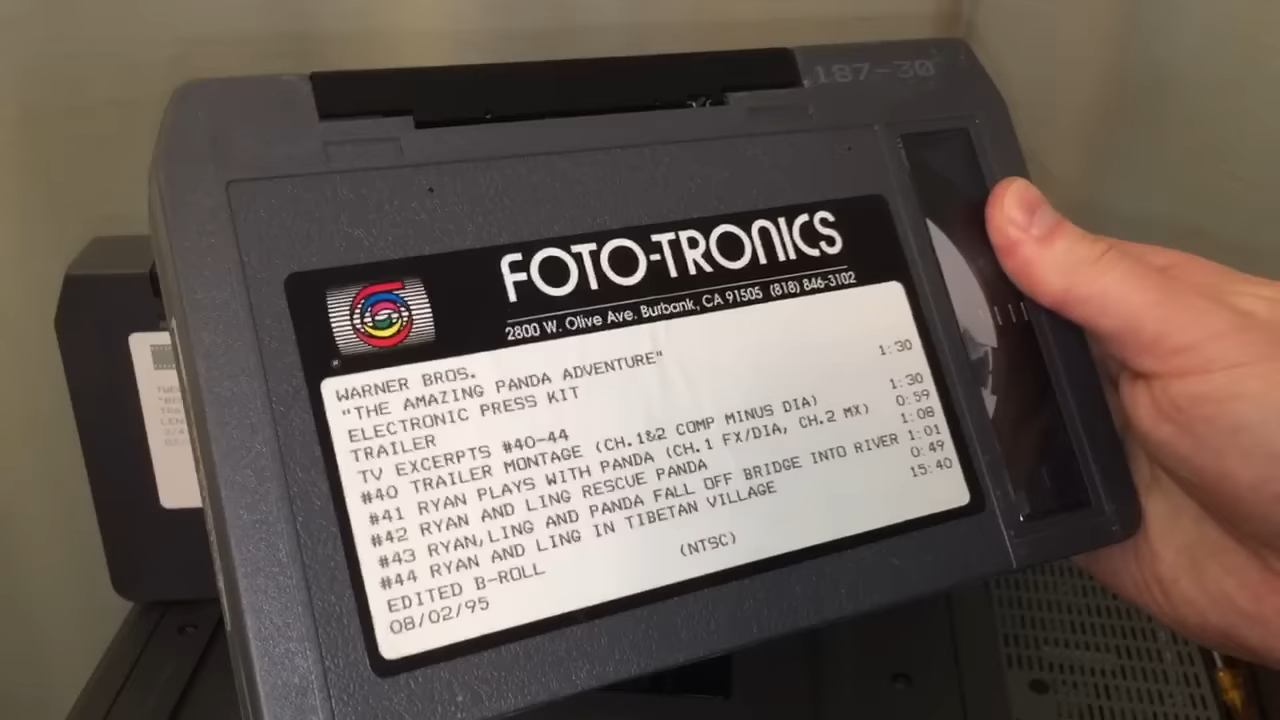 187-30
FOTO-TRONICS
2800 W. Olive Ave. Burbank, CA 91505 (818) 846-3102
WARNER BROS.
"THE AMAZING PANDA ADVENTURE"
ELECTRONIC PRESS KIT
TRAILER 1:30
TV EXCERPTS #40-44
#40 TRAILER MONTAGE (CH.1&2 COMP MINUS DIA) 1:30
#41 RYAN PLAYS WITH PANDA (CH.1 FX/DIA, CH.2 MX) 0:59
#42 RYAN AND LING RESCUE PANDA 1:08
#43 RYAN,LING AND PANDA FALL OFF BRIDGE INTO RIVER 1:01
#44 RYAN AND LING IN TIBETAN VILLAGE 0:49
EDITED B-ROLL 15:40
08/02/95 (NTSC)